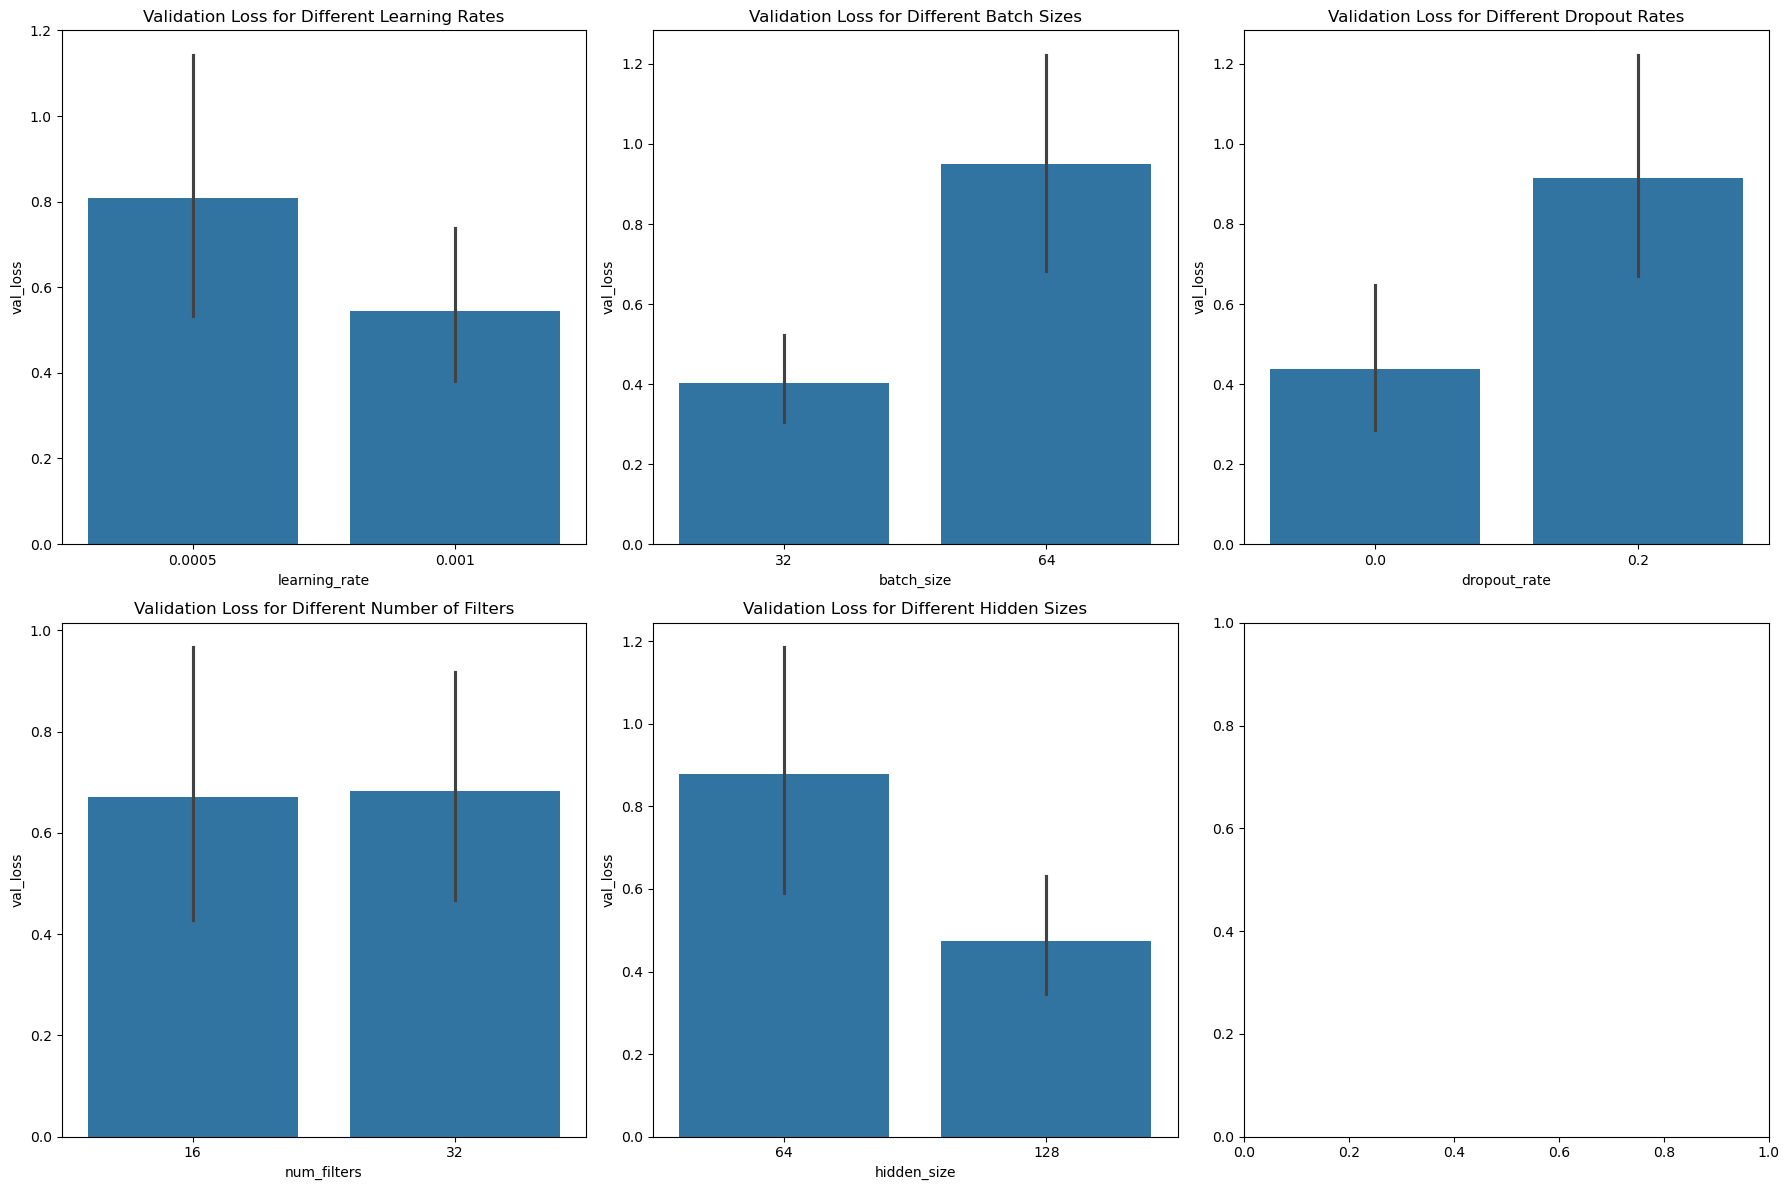 Validation Loss for Different Learning Rates
1.2
1.0
0.8
0.6
0.4
0.2
0.0
val_loss
0.0005 0.001
learning_rate
Validation Loss for Different Batch Sizes
1.2
1.0
0.8
0.6
0.4
0.2
0.0
val_loss
32 64
batch_size
Validation Loss for Different Dropout Rates
1.2
1.0
0.8
0.6
0.4
0.2
0.0
val_loss
0.0 0.2
dropout_rate
Validation Loss for Different Number of Filters
1.0
0.8
0.6
0.4
0.2
0.0
val_loss
16 32
num_filters
Validation Loss for Different Hidden Sizes
1.2
1.0
0.8
0.6
0.4
0.2
0.0
val_loss
64 128
hidden_size
1.0
0.8
0.6
0.4
0.2
0.0
0.0 0.2 0.4 0.6 0.8 1.0